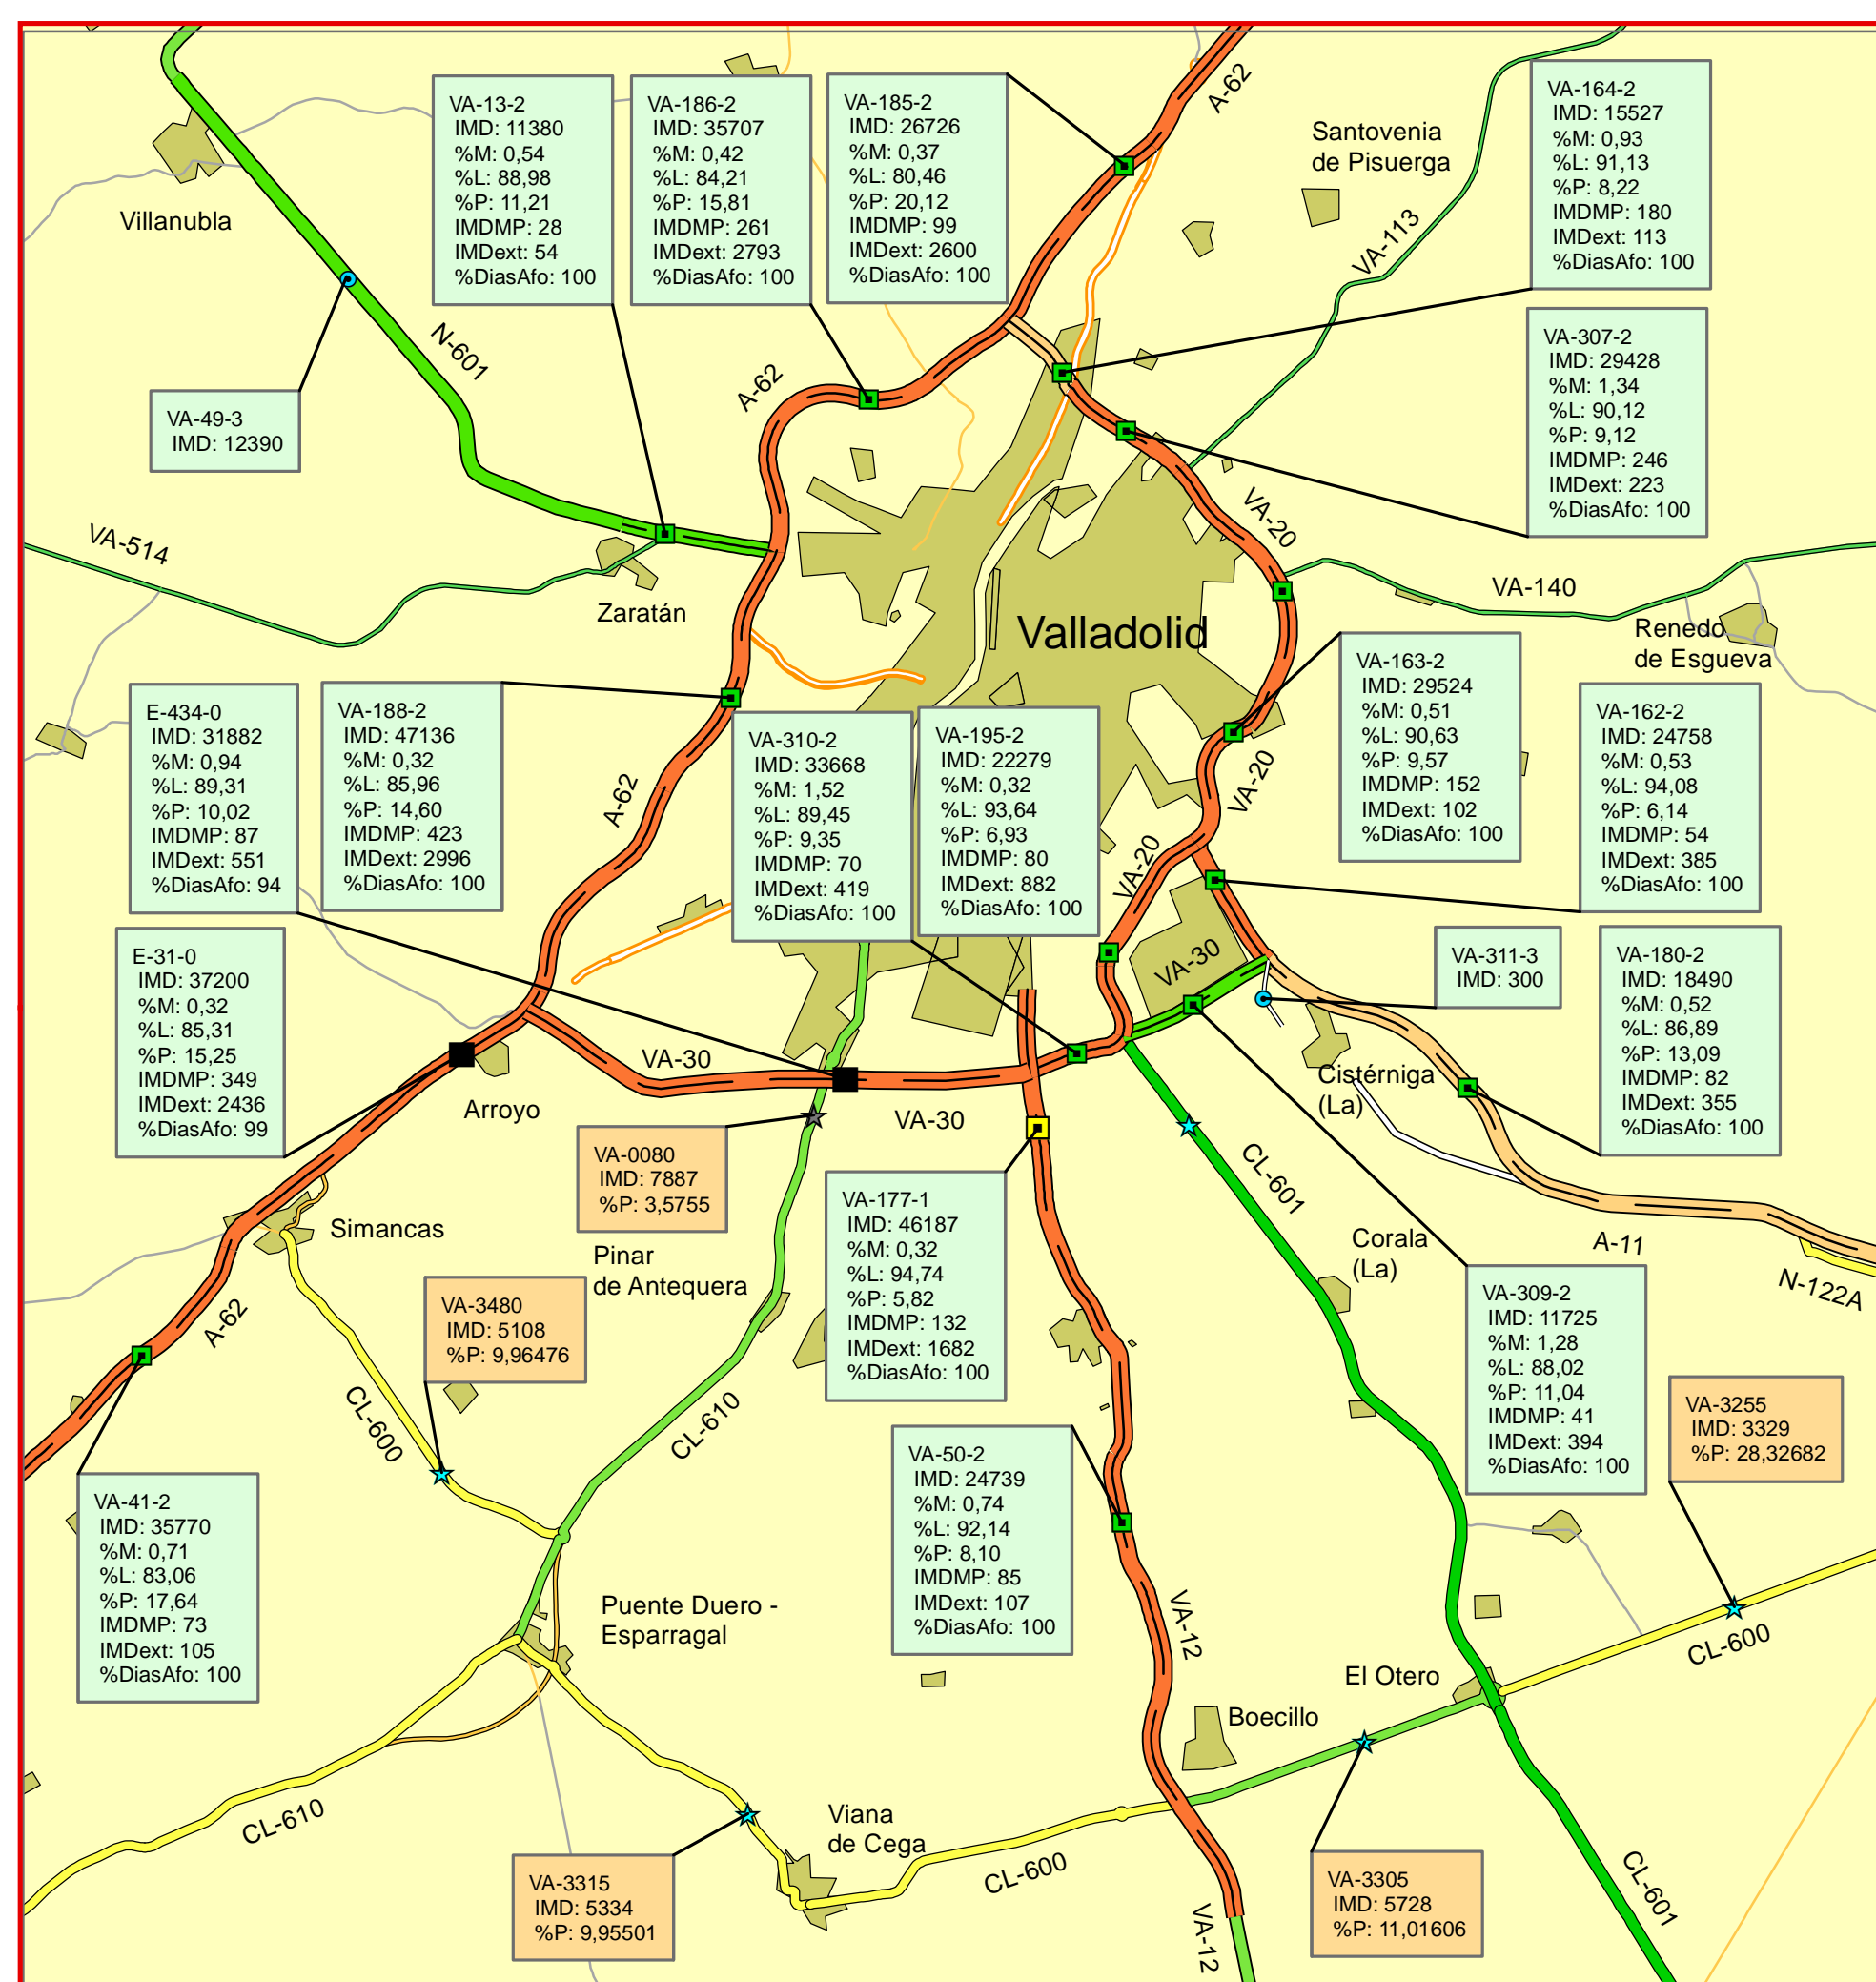 A-62
VA-13-2
IMD: 11380
%M: 0,54
%L: 88,98
%P: 11,21
IMDMP: 28
IMDext: 54
%DiasAfo: 100
VA-186-2
IMD: 35707
%M: 0,42
%L: 84,21
%P: 15,81
IMDMP: 261
IMDext: 2793
%DiasAfo: 100
VA-185-2
IMD: 26726
%M: 0,37
%L: 80,46
%P: 20,12
IMDMP: 99
IMDext: 2600
%DiasAfo: 100
VA-164-2
IMD: 15527
%M: 0,93
%L: 91,13
%P: 8,22
IMDMP: 180
IMDext: 113
%DiasAfo: 100
Santovenia
de Pisuerga
Villanubla
VA-113
N-601
A-62
VA-307-2
IMD: 29428
%M: 1,34
%L: 90,12
%P: 9,12
IMDMP: 246
IMDext: 223
%DiasAfo: 100
VA-49-3
IMD: 12390
VA-20
VA-514
VA-140
Zaratán
Valladolid
Renedo
de Esgueva
VA-163-2
IMD: 29524
%M: 0,51
%L: 90,63
%P: 9,57
IMDMP: 152
IMDext: 102
%DiasAfo: 100
VA-162-2
IMD: 24758
%M: 0,53
%L: 94,08
%P: 6,14
IMDMP: 54
IMDext: 385
%DiasAfo: 100
E-434-0
IMD: 31882
%M: 0,94
%L: 89,31
%P: 10,02
IMDMP: 87
IMDext: 551
%DiasAfo: 94
VA-188-2
IMD: 47136
%M: 0,32
%L: 85,96
%P: 14,60
IMDMP: 423
IMDext: 2996
%DiasAfo: 100
A-62
VA-310-2
IMD: 33668
%M: 1,52
%L: 89,45
%P: 9,35
IMDMP: 70
IMDext: 419
%DiasAfo: 100
VA-195-2
IMD: 22279
%M: 0,32
%L: 93,64
%P: 6,93
IMDMP: 80
IMDext: 882
%DiasAfo: 100
VA-20
VA-20
VA-30
E-31-0
IMD: 37200
%M: 0,32
%L: 85,31
%P: 15,25
IMDMP: 349
IMDext: 2436
%DiasAfo: 99
VA-311-3
IMD: 300
VA-180-2
IMD: 18490
%M: 0,52
%L: 86,89
%P: 13,09
IMDMP: 82
IMDext: 355
%DiasAfo: 100
VA-30
Arroyo
VA-30
Cistérniga
(La)
VA-0080
IMD: 7887
%P: 3,5755
CL-601
VA-177-1
IMD: 46187
%M: 0,32
%L: 94,74
%P: 5,82
IMDMP: 132
IMDext: 1682
%DiasAfo: 100
Simancas
Pinar
de Antequera
Corala
(La)
A-11
N-122A
A-62
VA-3480
IMD: 5108
%P: 9,96476
VA-309-2
IMD: 11725
%M: 1,28
%L: 88,02
%P: 11,04
IMDMP: 41
IMDext: 394
%DiasAfo: 100
CL-600
CL-610
VA-3255
IMD: 3329
%P: 28,32682
VA-50-2
IMD: 24739
%M: 0,74
%L: 92,14
%P: 8,10
IMDMP: 85
IMDext: 107
%DiasAfo: 100
VA-41-2
IMD: 35770
%M: 0,71
%L: 83,06
%P: 17,64
IMDMP: 73
IMDext: 105
%DiasAfo: 100
Puente Duero -
Esparragal
VA-12
CL-600
El Otero
Boecillo
CL-610
Viana
de Cega
CL-600
VA-3315
IMD: 5334
%P: 9,95501
VA-3305
IMD: 5728
%P: 11,01606
CL-601
VA-12